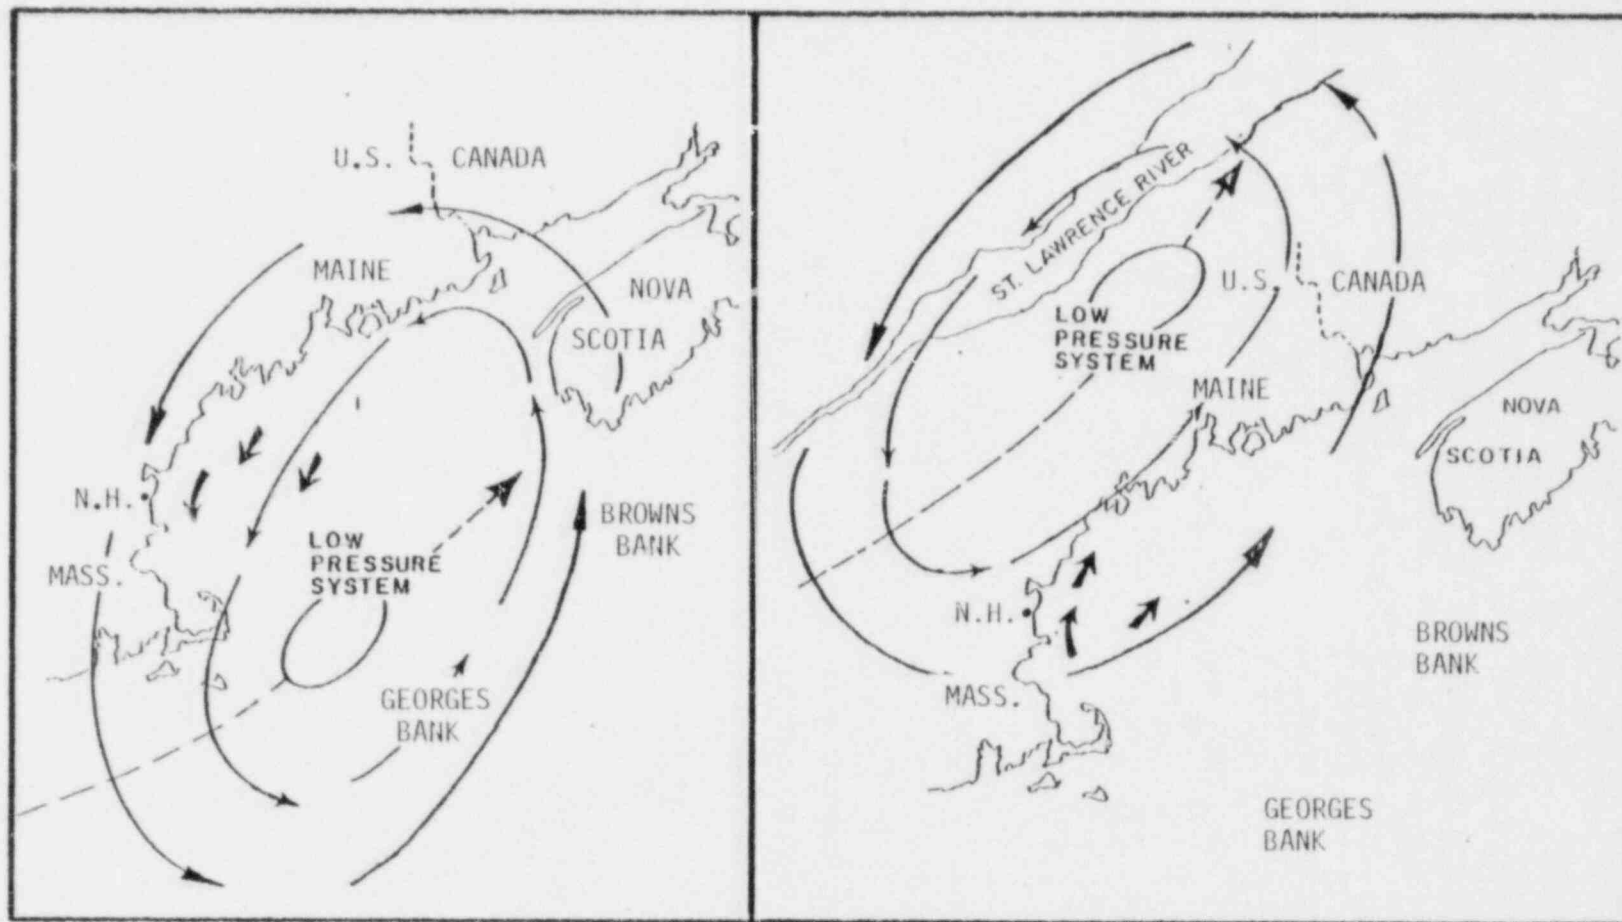 U.S. CANADA
MAINE
NOVA
SCOTIA
N.H.
BROWNS
BANK
LOW
PRESSURE
SYSTEM
MASS.
GEORGES
BANK
ST. LAWRENCE RIVER
U.S. CANADA
LOW
PRESSURE
SYSTEM
MAINE
NOVA
SCOTIA
N.H.
BROWNS
BANK
MASS.
GEORGES
BANK